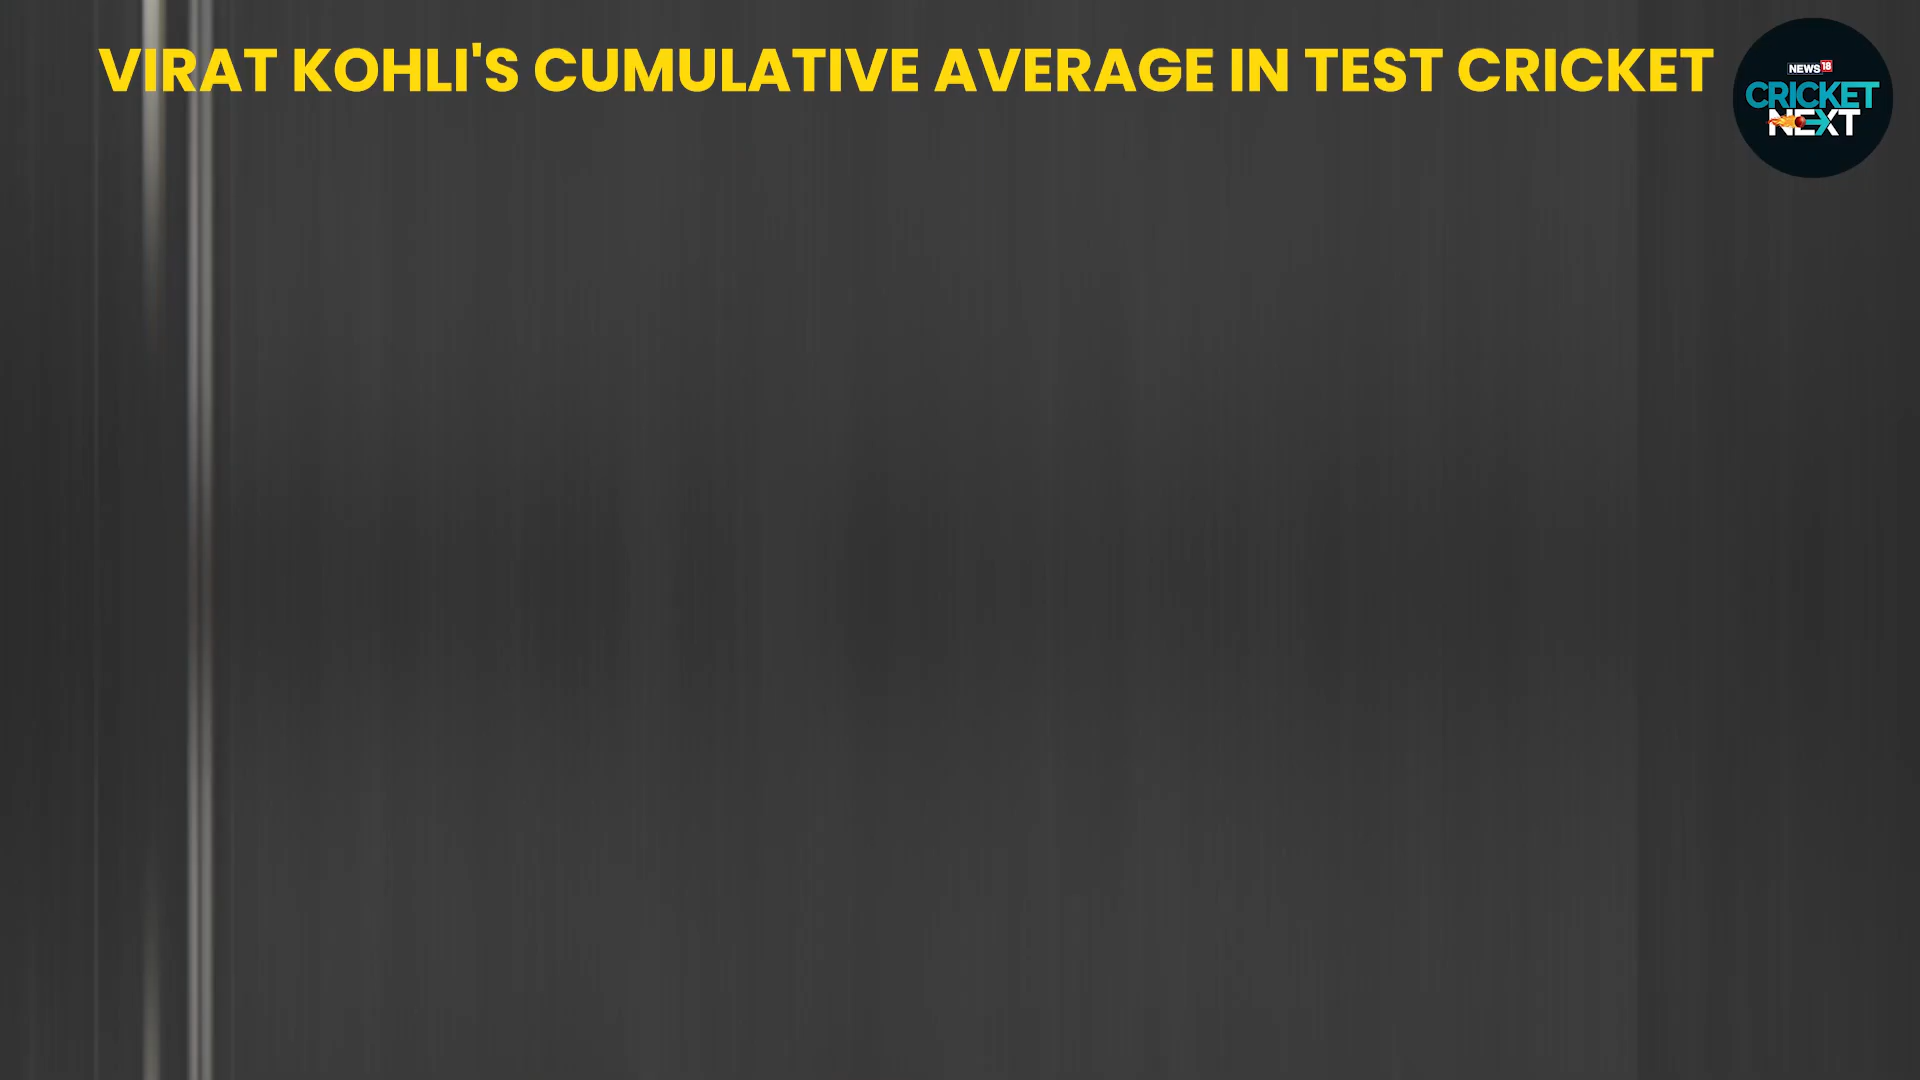 VIRAT KOHLI'S CUMULATIVE AVERAGE IN TEST CRICKET
NEWS18
CRICKET
NEXT